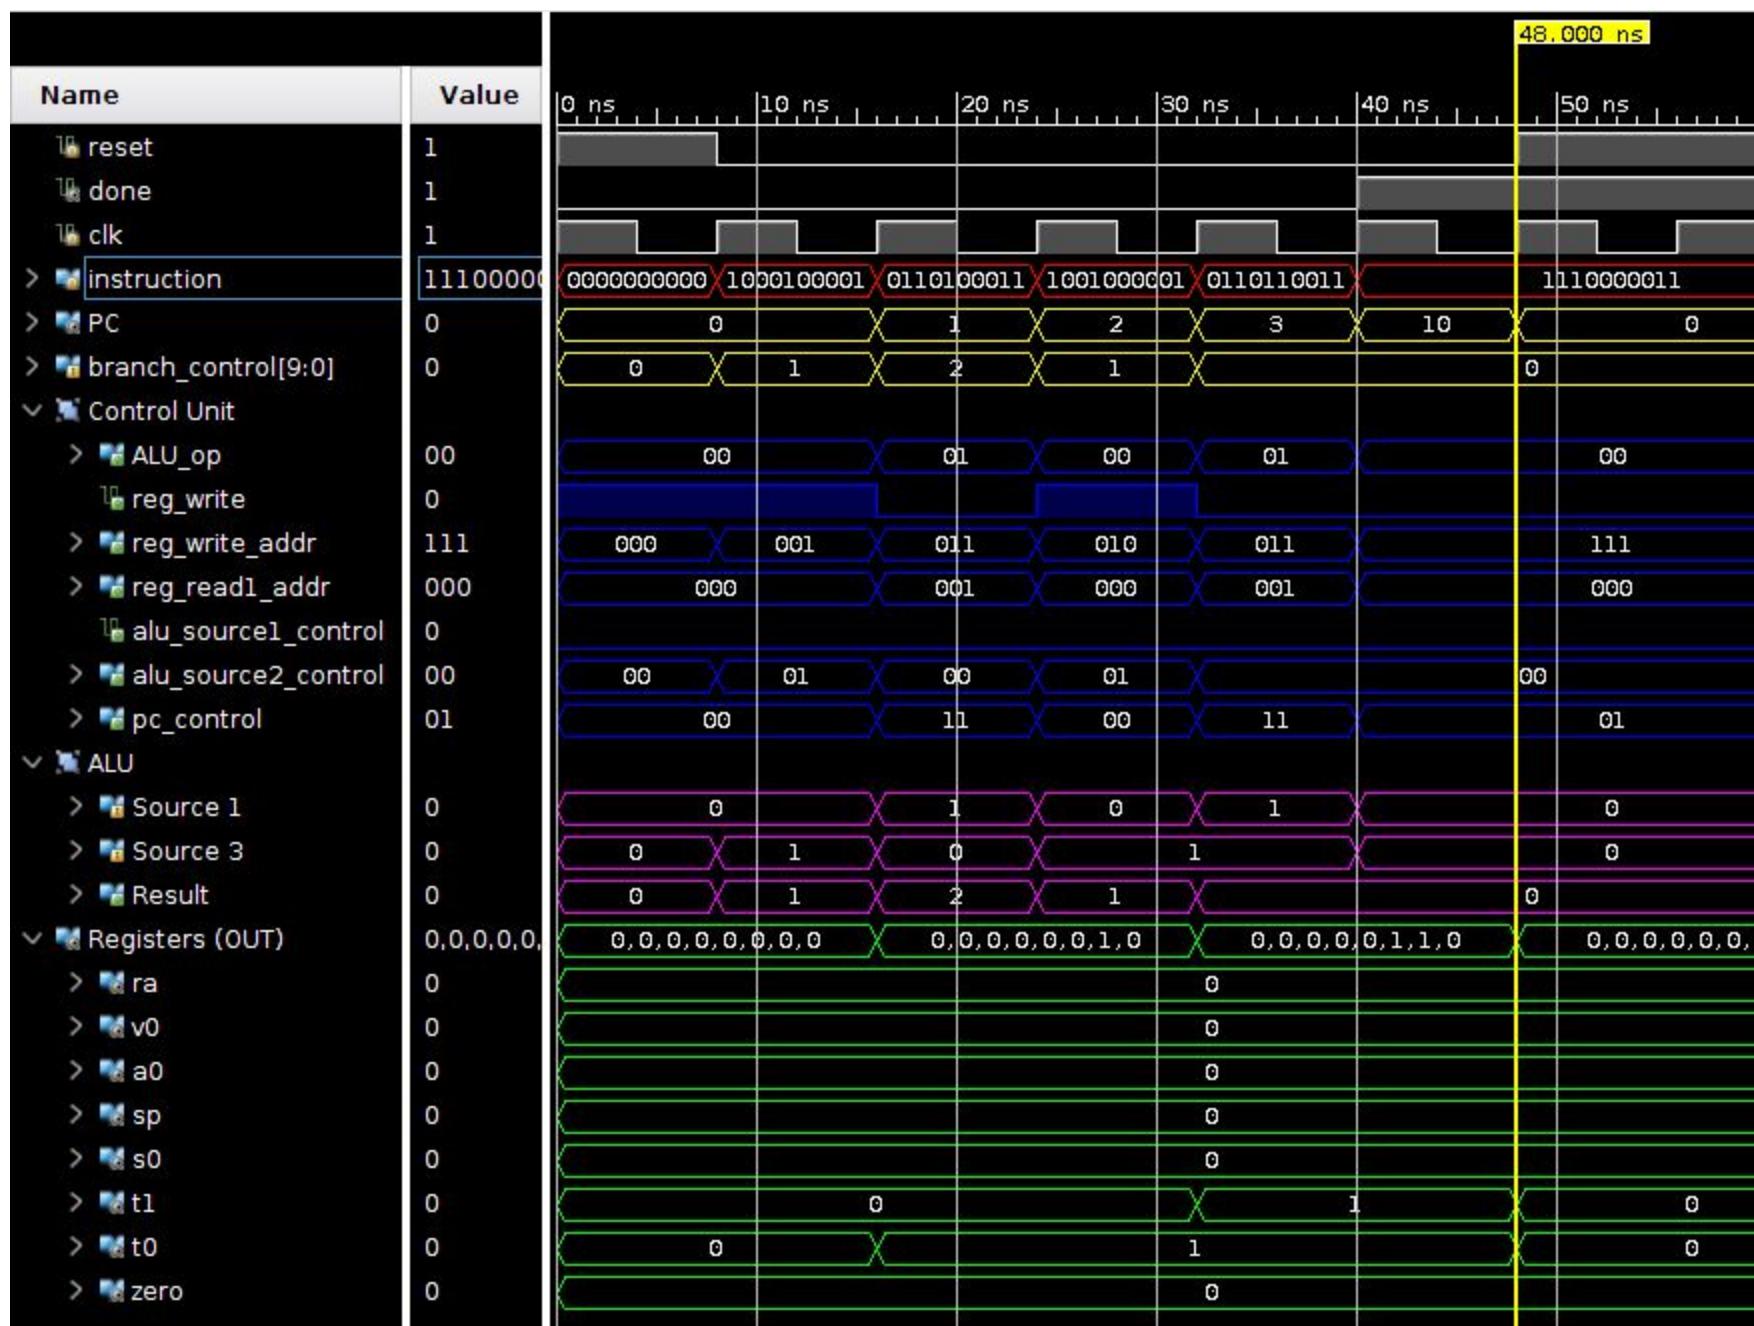 48.000 ns
Name Value 0 ns 10 ns 20 ns 30 ns 40 ns 50 ns
reset 1
done 1
clk 1
instruction 11100000 0000000000 1000100001 0110100011 1001000001 0110110011 1110000011
PC 0 0 1 2 3 10 0
branch_control[9:0] 0 0 1 2 1 0
Control Unit
ALU_op 00 00 01 00 01 00
reg_write 0
reg_write_addr 111 000 001 011 010 011 111
reg_read1_addr 000 000 001 000 001 000
alu_source1_control 0
alu_source2_control 00 00 01 00 01 00
pc_control 01 00 11 00 11 01
ALU
Source 1 0 0 1 0 1 0
Source 3 0 0 1 0 1 0
Result 0 0 1 2 1 0
Registers (OUT) 0,0,0,0,0, 0,0,0,0,0,0,0,0 0,0,0,0,0,0,1,0 0,0,0,0,0,1,1,0 0,0,0,0,0,0,
ra 0 0
v0 0 0
a0 0 0
sp 0 0
s0 0 0
t1 0 0 1 0
t0 0 0 1 0
zero 0 0